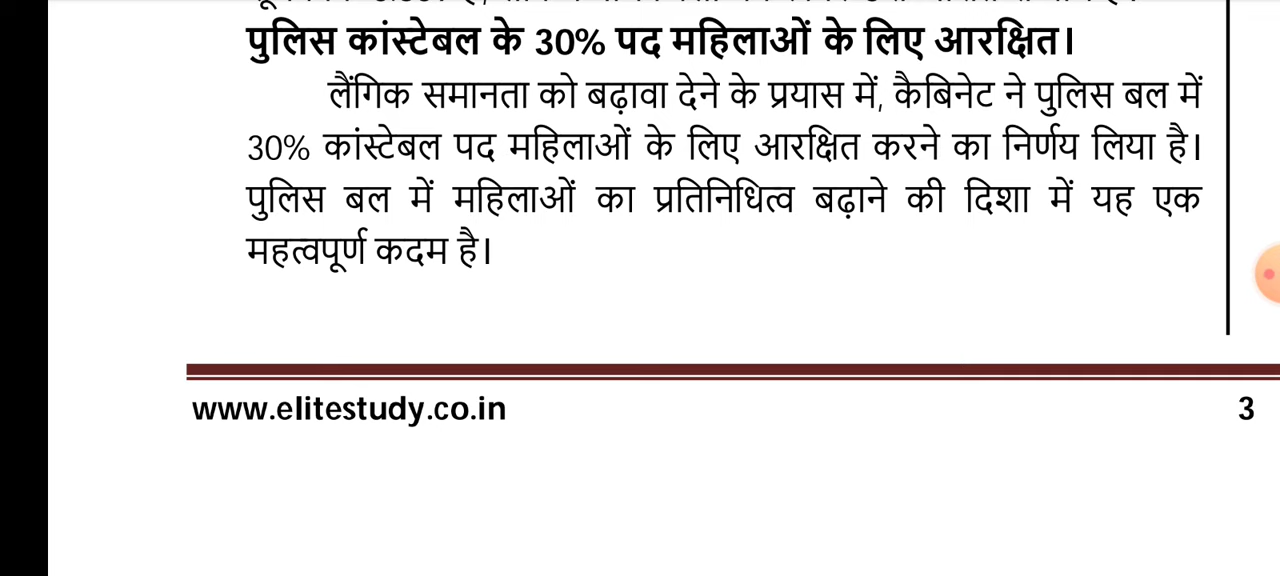 पुलिस कांस्टेबल के 30% पद महिलाओं के लिए आरक्षित।
लैंगिक समानता को बढ़ावा देने के प्रयास में, कैबिनेट ने पुलिस बल में
30% कांस्टेबल पद महिलाओं के लिए आरक्षित करने का निर्णय लिया है।
पुलिस बल में महिलाओं का प्रतिनिधित्व बढ़ाने की दिशा में यह एक
महत्वपूर्ण कदम है।
www.elitestudy.co.in 3